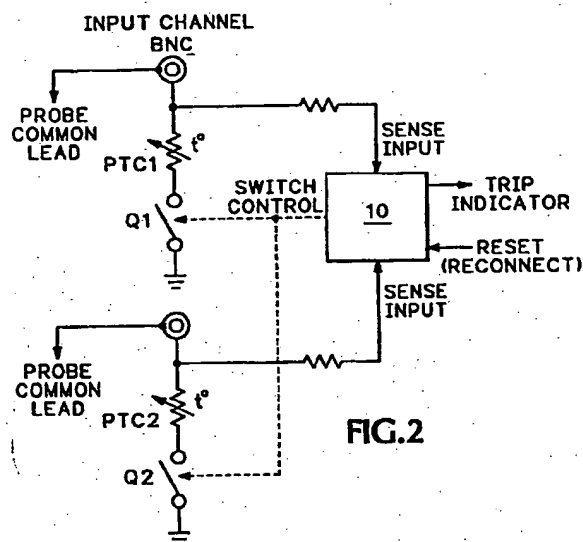 INPUT CHANNEL
BNC
PROBE
COMMON
LEAD
t°
PTC1
Q1
SENSE
INPUT
SWITCH
CONTROL
10
TRIP
INDICATOR
RESET
(RECONNECT)
SENSE
INPUT
PROBE
COMMON
LEAD
t°
PTC2
Q2
FIG.2